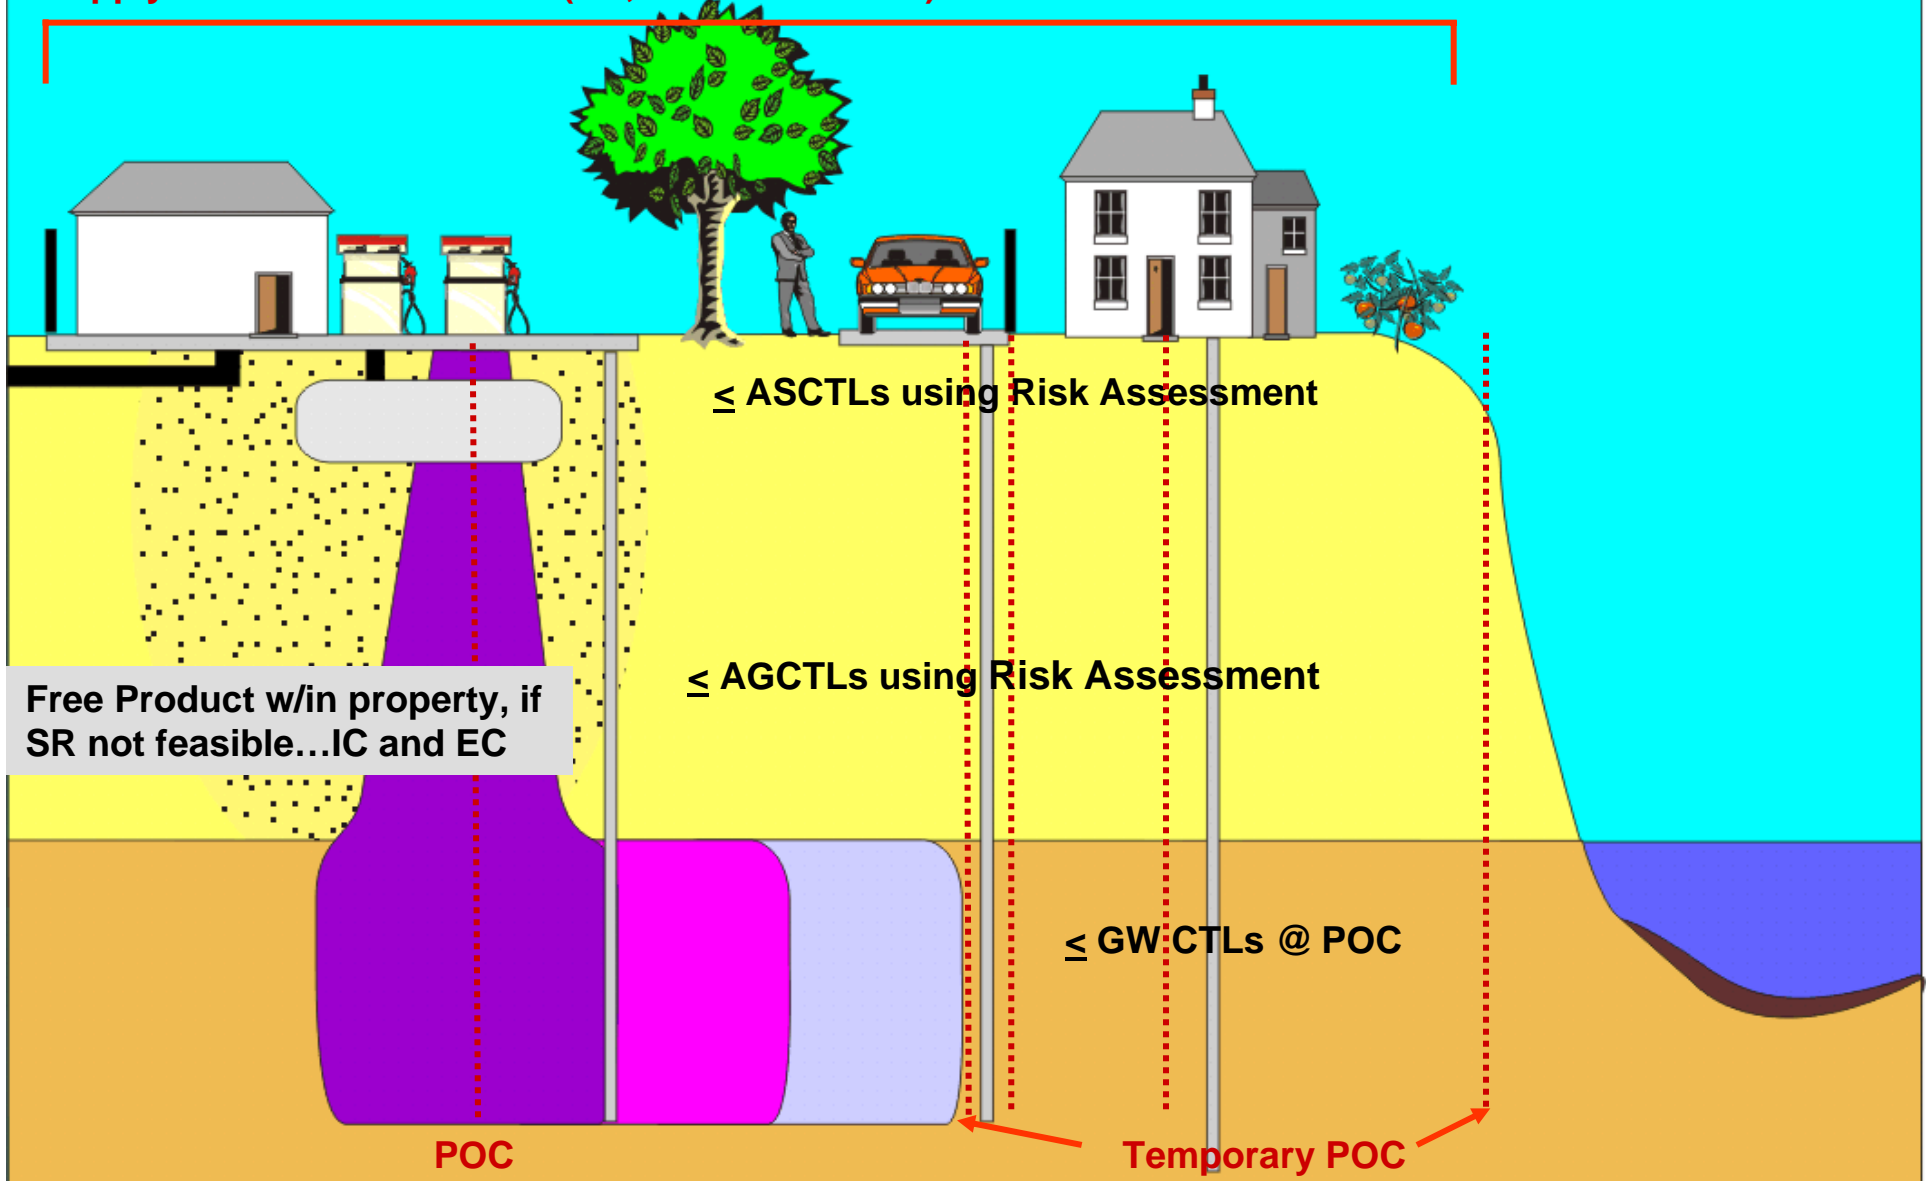 ≤ ASCTLs using Risk Assessment
≤ AGCTLs using Risk Assessment
Free Product w/in property, if
SR not feasible…IC and EC
≤ GW CTLs @ POC
POC
Temporary POC